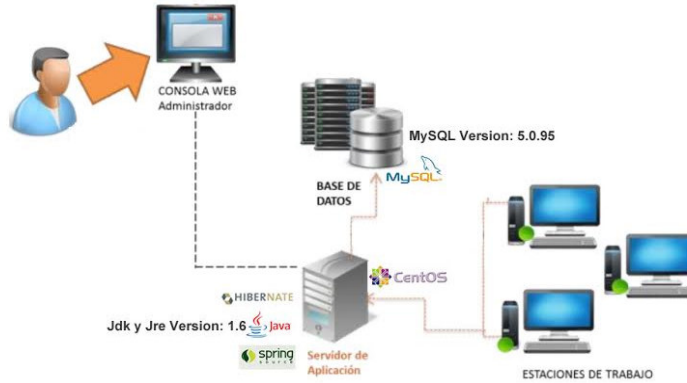 CONSOLA WEB
Administrador
MySQL Version: 5.0.95
MySQL
BASE DE
DATOS
CentOS
HIBERNATE
Jdk y Jre Version: 1.6
Java
spring
source
Servidor de
Aplicación
ESTACIONES DE TRABAJO